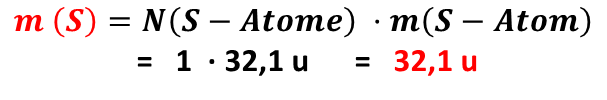 m (S) = N(S − Atome) · m(S − Atom)
= 1 · 32,1 u = 32,1 u